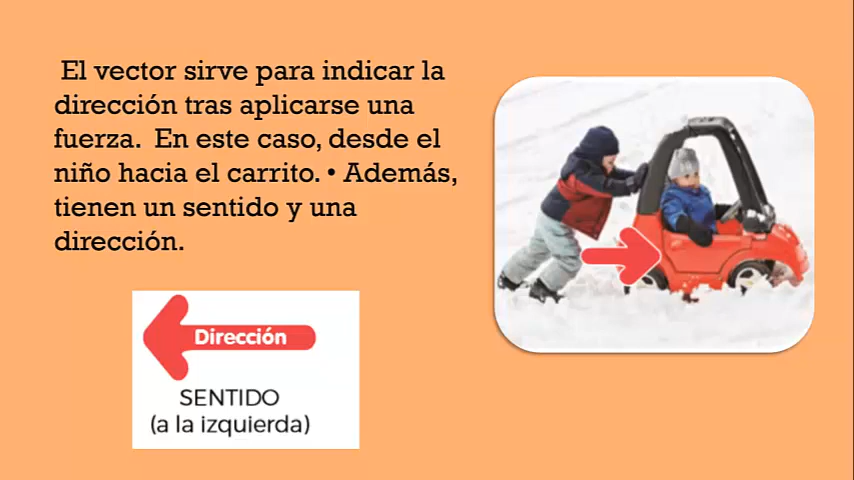 El vector sirve para indicar la
dirección tras aplicarse una
fuerza. En este caso, desde el
niño hacia el carrito. • Además,
tienen un sentido y una
dirección.
Dirección
SENTIDO
(a la izquierda)